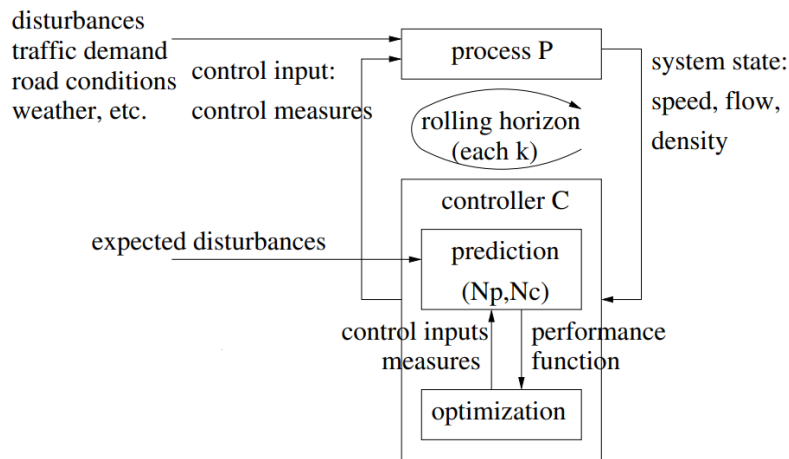 disturbances
traffic demand
road conditions
weather, etc.
control input:
control measures
process P
system state:
speed, flow,
density
rolling horizon
(each k)
controller C
expected disturbances
prediction
(Np,Nc)
control inputs
measures
performance
function
optimization